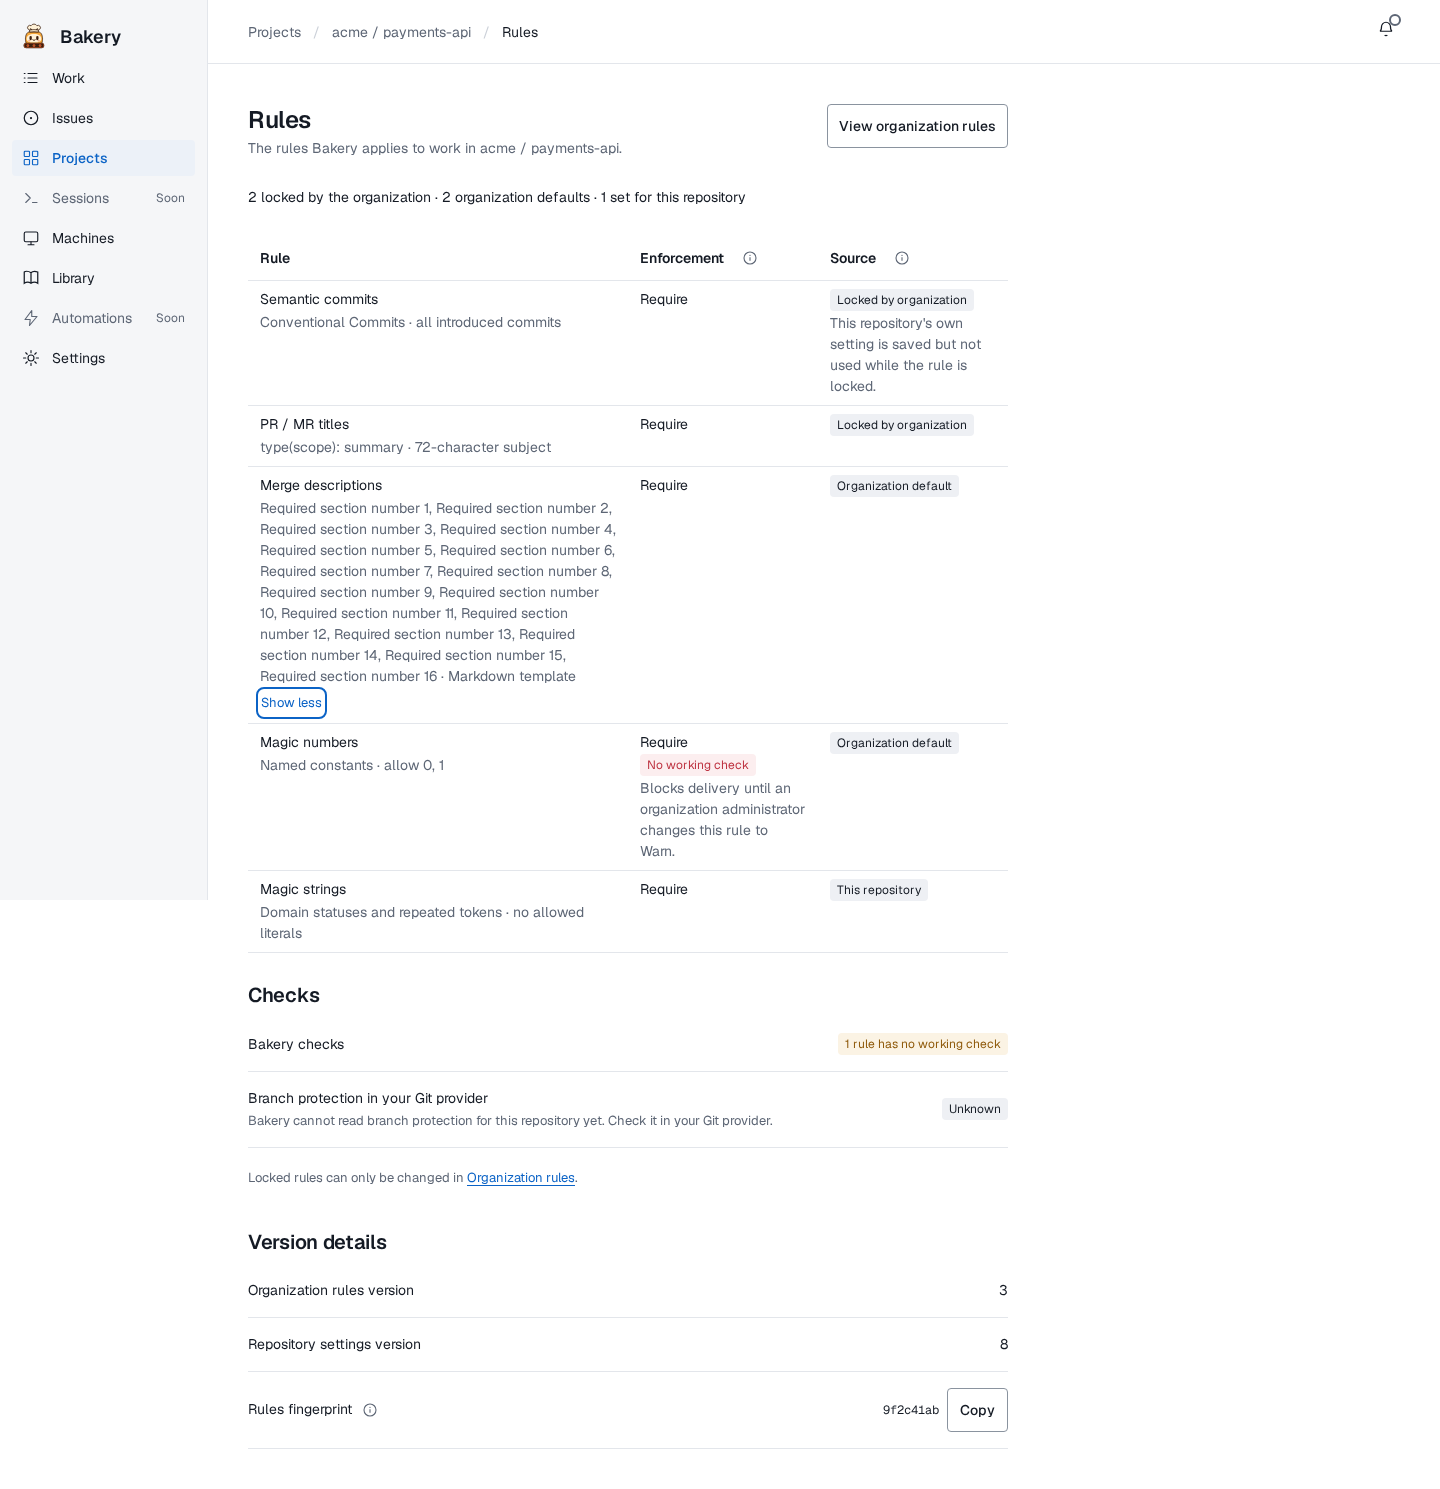 Bakery
Work
Issues
Projects
Sessions Soon
Machines
Library
Automations Soon
Settings
Projects / acme / payments-api / Rules
Rules
View organization rules
The rules Bakery applies to work in acme / payments-api.
2 locked by the organization · 2 organization defaults · 1 set for this repository
Rule Enforcement Source
Semantic commits
Conventional Commits · all introduced commits
Require
Locked by organization
This repository's own
setting is saved but not
used while the rule is
locked.
PR / MR titles
type(scope): summary · 72-character subject
Require
Locked by organization
Merge descriptions
Required section number 1, Required section number 2,
Required section number 3, Required section number 4,
Required section number 5, Required section number 6,
Required section number 7, Required section number 8,
Required section number 9, Required section number
10, Required section number 11, Required section
number 12, Required section number 13, Required
section number 14, Required section number 15,
Required section number 16 · Markdown template
Show less
Require
Organization default
Magic numbers
Named constants · allow 0, 1
Require
No working check
Blocks delivery until an
organization administrator
changes this rule to
Warn.
Organization default
Magic strings
Domain statuses and repeated tokens · no allowed
literals
Require
This repository
Checks
Bakery checks
1 rule has no working check
Branch protection in your Git provider
Bakery cannot read branch protection for this repository yet. Check it in your Git provider.
Unknown
Locked rules can only be changed in Organization rules.
Version details
Organization rules version 3
Repository settings version 8
Rules fingerprint 9f2c41ab Copy